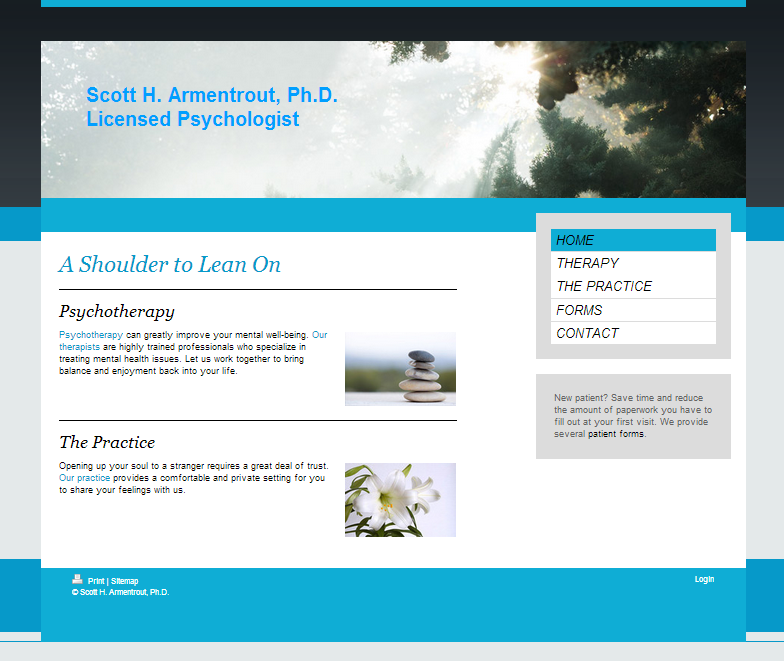 Scott H. Armentrout, Ph.D.
Licensed Psychologist
HOME
THERAPY
THE PRACTICE
FORMS
CONTACT
A Shoulder to Lean On
Psychotherapy
Psychotherapy can greatly improve your mental well-being. Our
therapists are highly trained professionals who specialize in
treating mental health issues. Let us work together to bring
balance and enjoyment back into your life.
New patient? Save time and reduce
the amount of paperwork you have to
fill out at your first visit. We provide
several patient forms.
The Practice
Opening up your soul to a stranger requires a great deal of trust.
Our practice provides a comfortable and private setting for you
to share your feelings with us.
Print | Sitemap
© Scott H. Armentrout, Ph.D.
Login